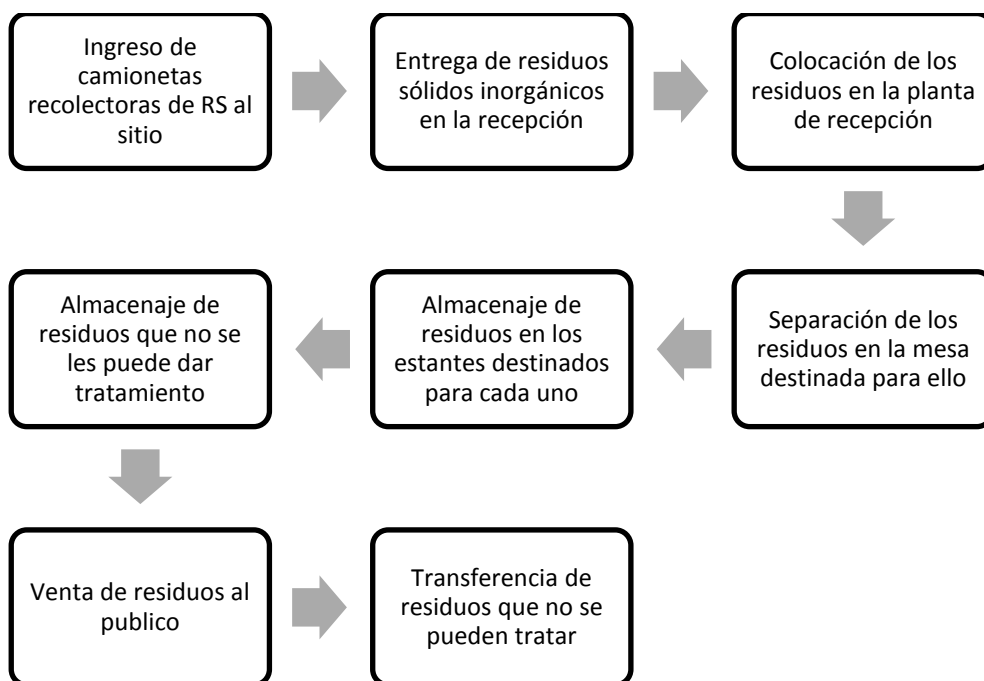 Ingreso de
camionetas
recolectoras de RS al
sitio
Entrega de residuos
sólidos inorgánicos
en la recepción
Colocación de los
residuos en la planta
de recepción
Separación de los
residuos en la mesa
destinada para ello
Almacenaje de
residuos en los
estantes destinados
para cada uno
Almacenaje de
residuos que no se
les puede dar
tratamiento
Venta de residuos al
publico
Transferencia de
residuos que no se
pueden tratar